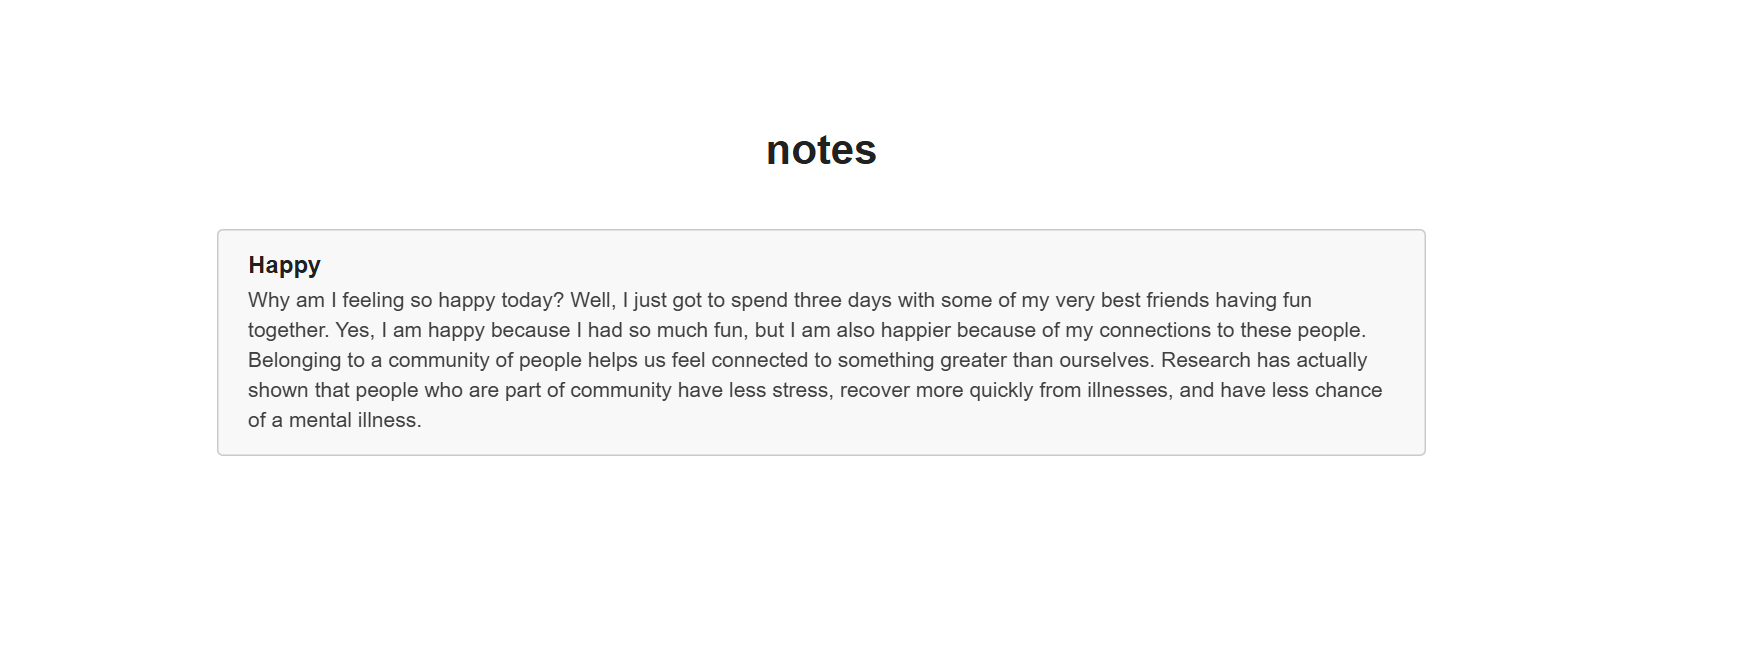 notes
Happy
Why am I feeling so happy today? Well, I just got to spend three days with some of my very best friends having fun
together. Yes, I am happy because I had so much fun, but I am also happier because of my connections to these people.
Belonging to a community of people helps us feel connected to something greater than ourselves. Research has actually
shown that people who are part of community have less stress, recover more quickly from illnesses, and have less chance
of a mental illness.